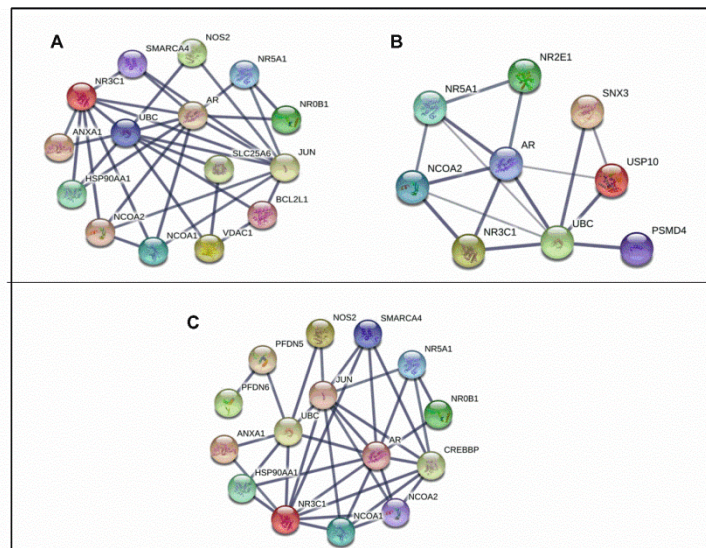 A
SMARCA4
NOS2
NR5A1
NR3C1
AR
NR0B1
UBC
ANXA1
SLC25A6
JUN
HSP90AA1
BCL2L1
NCOA2
NCOA1
VDAC1
B
NR2E1
NR5A1
SNX3
AR
USP10
NCOA2
UBC
NR3C1
PSMD4
C
NOS2
SMARCA4
PFDN5
NR5A1
JUN
PFDN6
NR0B1
UBC
ANXA1
AR
CREBBP
HSP90AA1
NCOA2
NR3C1
NCOA1